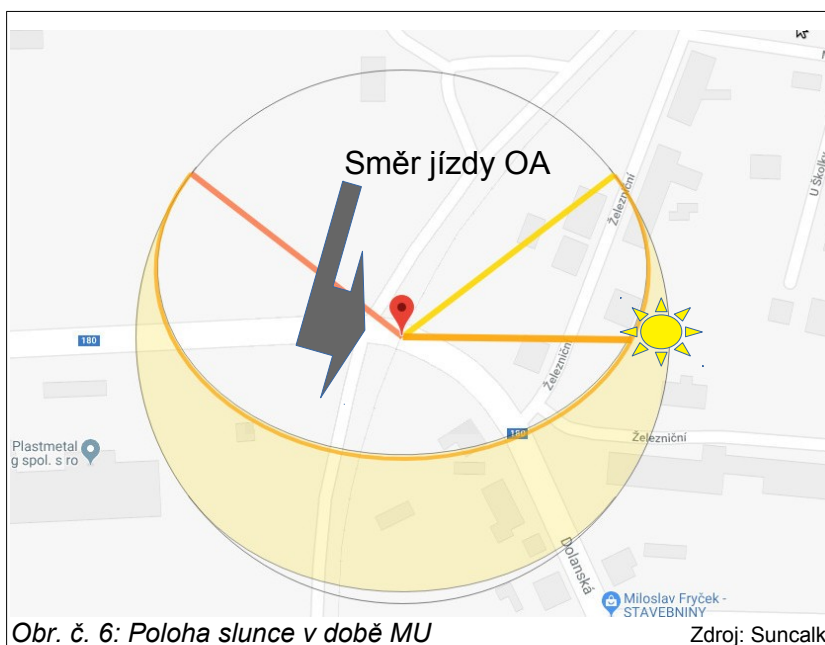 Směr jízdy OA
Železniční
U Školky
180
Železniční
180
Železniční
Plastmetal
g spol. s ro
Dolanská
Miloslav Fryček -
STAVEBNINY
Obr. č. 6: Poloha slunce v době MU
Zdroj: Suncalk